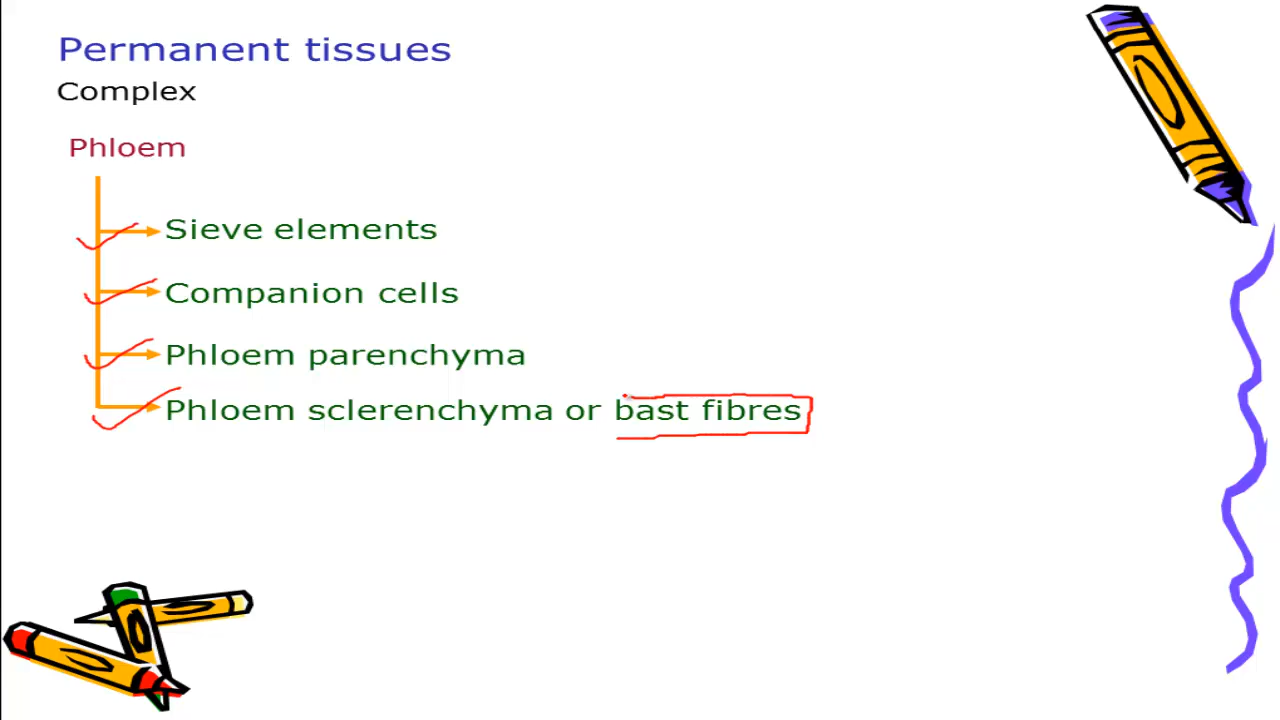 Permanent tissues
Complex
Phloem
Sieve elements
Companion cells
Phloem parenchyma
Phloem sclerenchyma or bast fibres